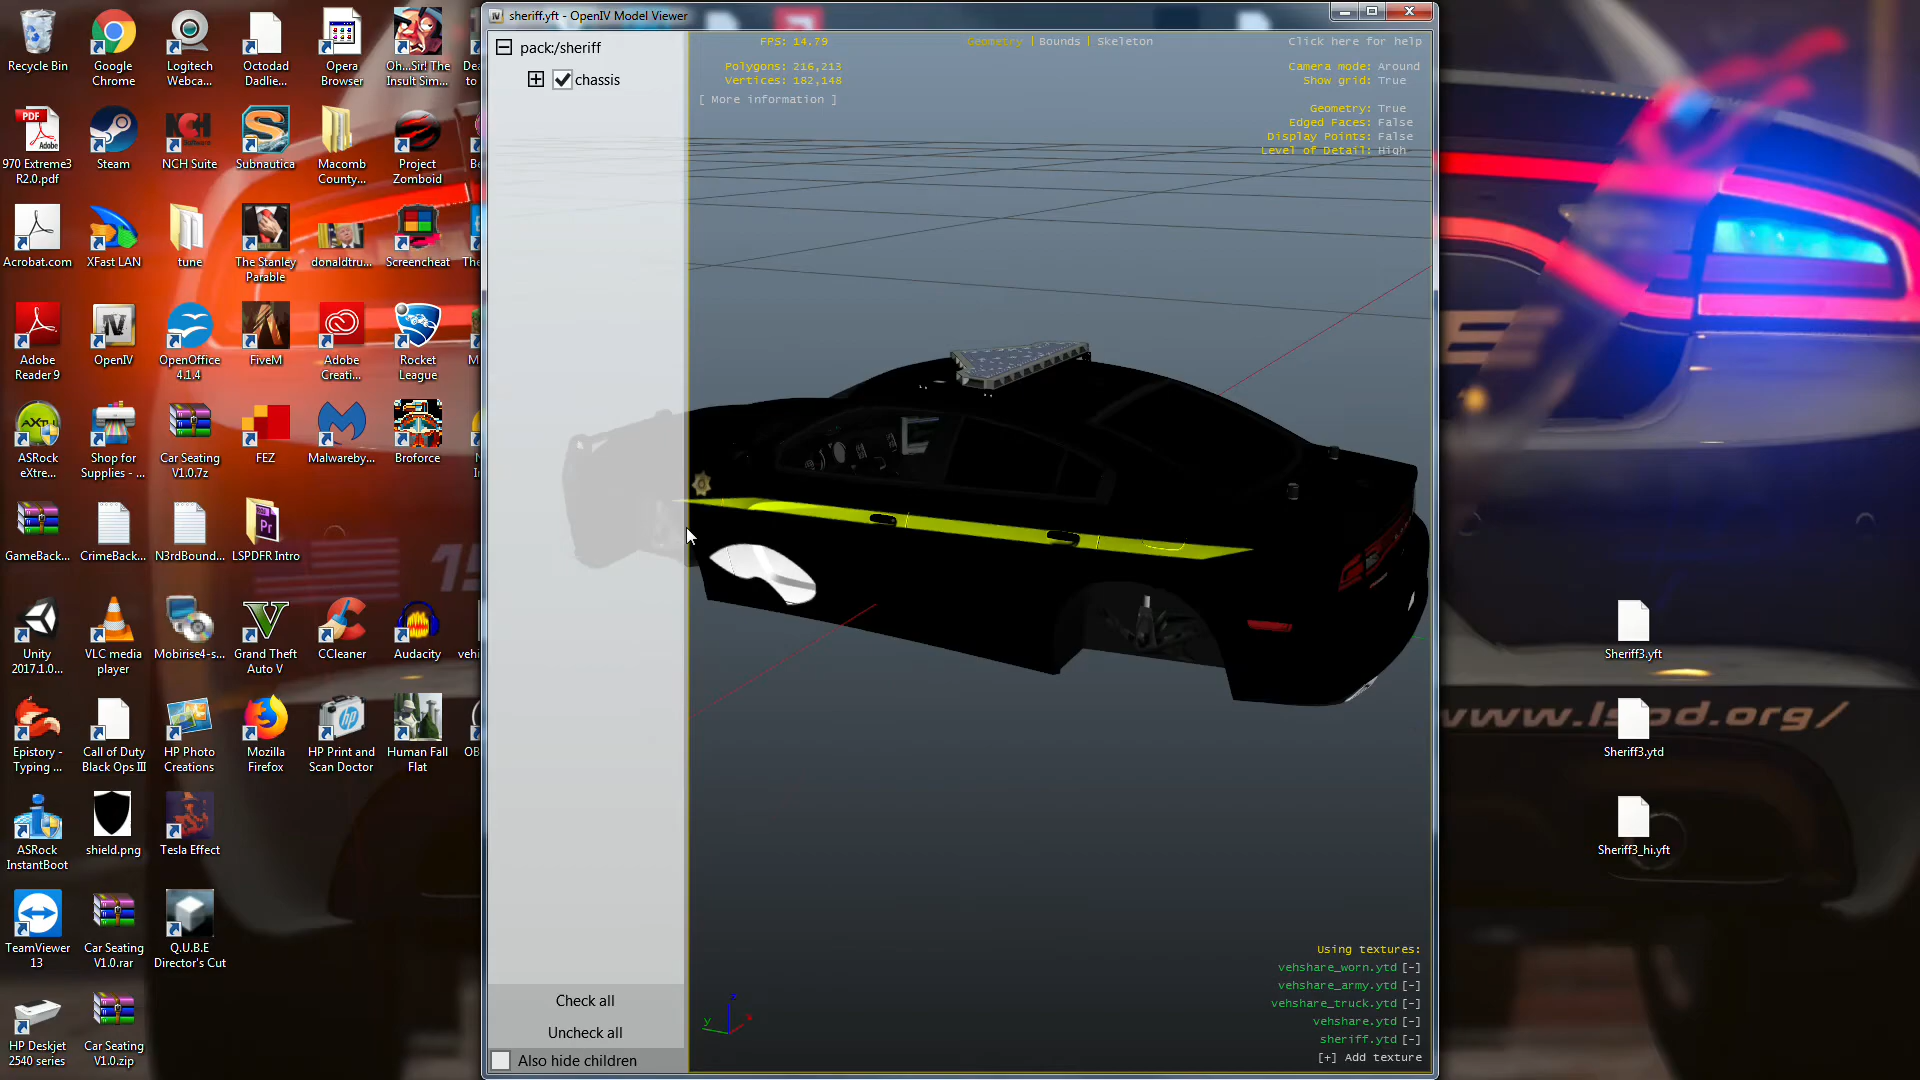 Recycle Bin
Google
Chrome
Logitech
Webca...
Octodad
Dadlie...
Opera
Browser
Oh...Sir! The
Insult Sim...
970 Extreme3
R2.0.pdf
Steam
NCH Suite
Subnautica
Macomb
County...
Project
Zomboid
Acrobat.com
XFast LAN
tune
The Stanley
Parable
donaldtru...
Screencheat
Adobe
Reader 9
OpenIV
OpenOffice
4.1.4
FiveM
Adobe
Creati...
Rocket
League
ASRock
eXtre...
Shop for
Supplies - ...
Car Seating
V1.0.7z
FEZ
Malwareby...
Broforce
GameBack...
CrimeBack...
N3rdBound...
LSPDFR Intro
Unity
2017.1.0...
VLC media
player
Mobirise4-s...
Grand Theft
Auto V
CCleaner
Audacity
Epistory -
Typing ...
Call of Duty
Black Ops III
HP Photo
Creations
Mozilla
Firefox
HP Print and
Scan Doctor
Human Fall
Flat
ASRock
InstantBoot
shield.png
Tesla Effect
TeamViewer
13
Car Seating
V1.0.rar
Q.U.B.E
Director's Cut
HP Deskjet
2540 series
Car Seating
V1.0.zip
sheriff.yft - OpenIV Model Viewer
pack:/sheriff
chassis
Check all
Uncheck all
Also hide children
FPS: 14.79
Geometry | Bounds | Skeleton
Click here for help
Polygons: 216,213
Vertices: 182,148
[ More information ]
Camera mode: Around
Show grid: True
Geometry: True
Edged Faces: False
Display Points: False
Level of Detail: High
Using textures:
vehshare_worn.ytd [-]
vehshare_army.ytd [-]
vehshare_truck.ytd [-]
vehshare.ytd [-]
sheriff.ytd [-]
[+] Add texture
Sheriff3.yft
Sheriff3.ytd
Sheriff3_hi.yft
www.lspd.org/